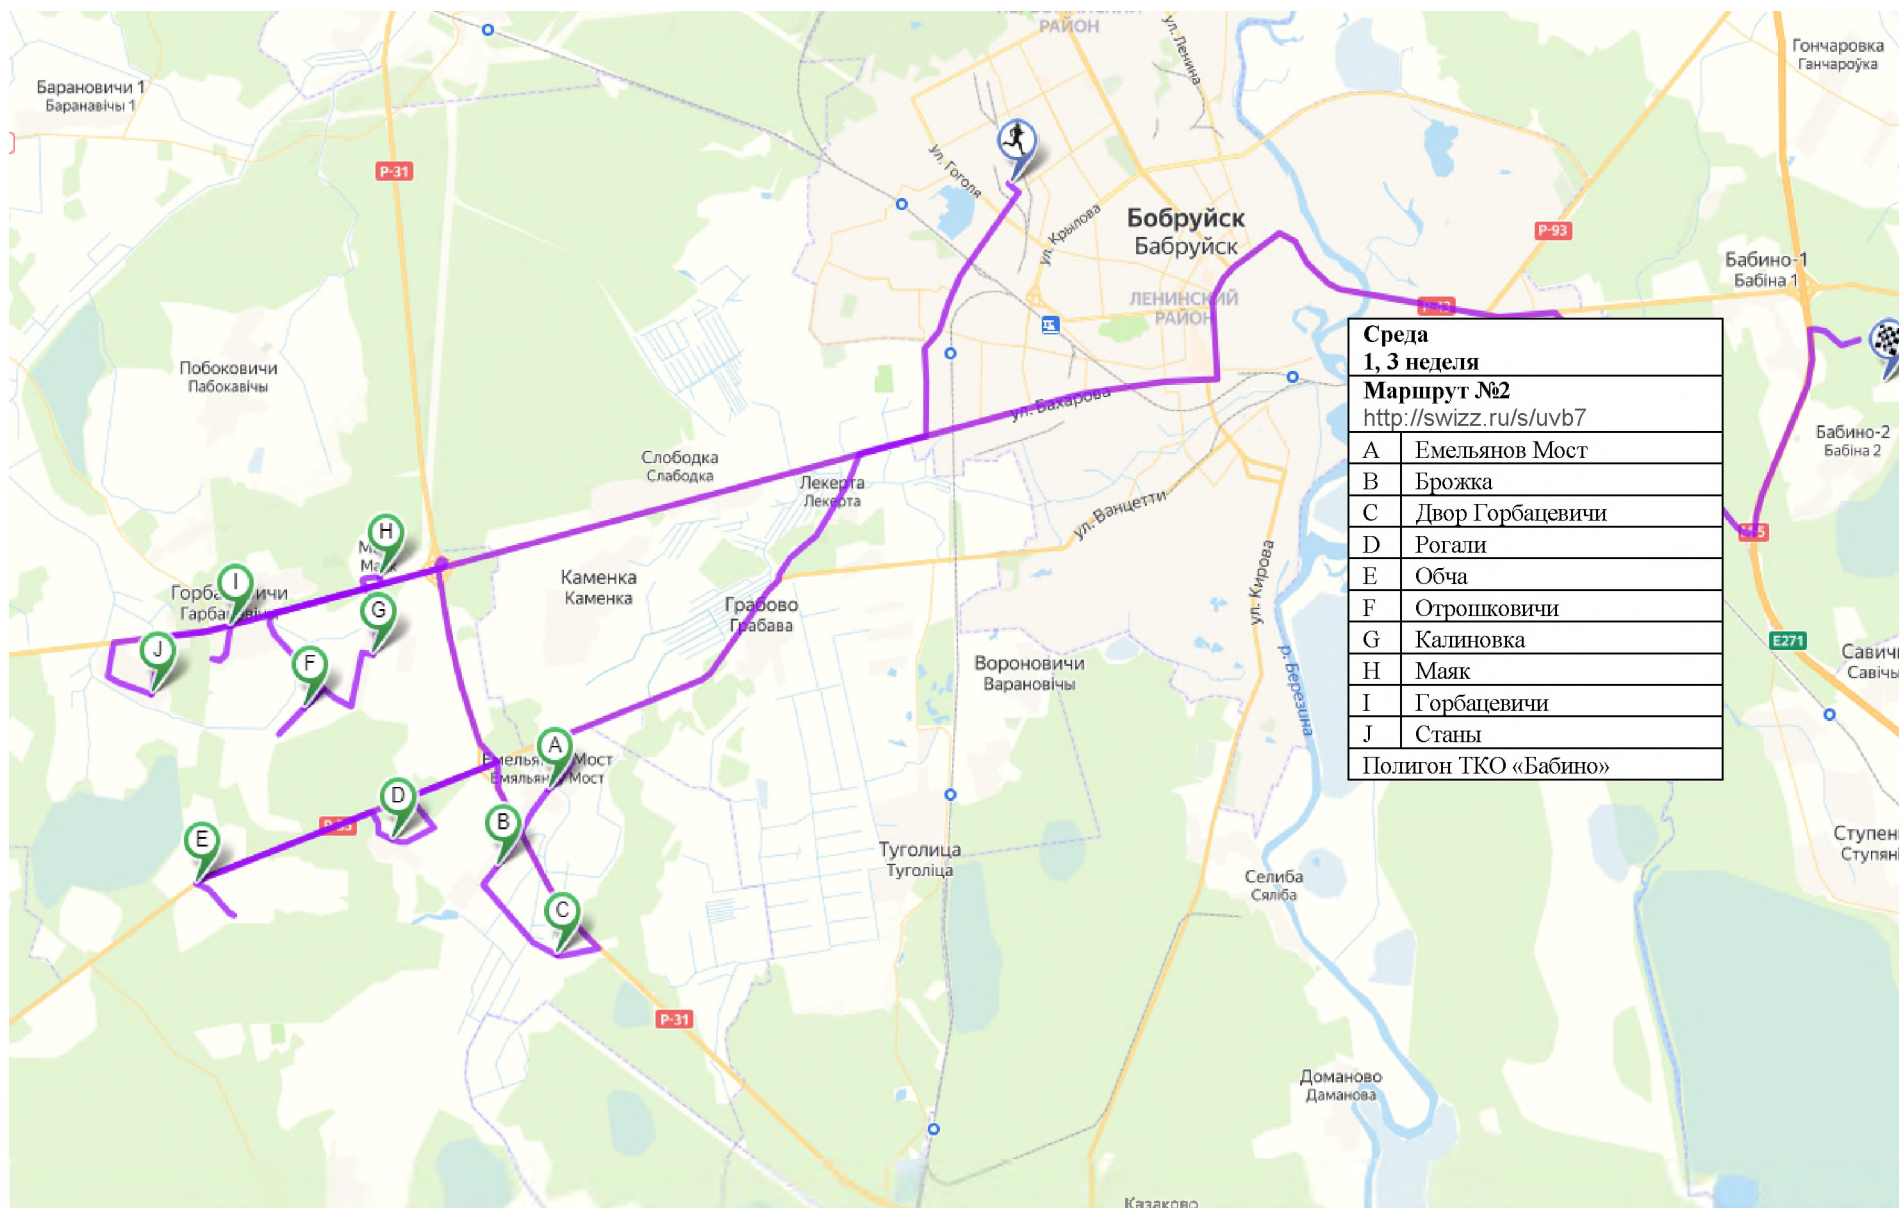 РАЙОН
ул. Ленина
Гончаровка
Ганчароўка
Барановичи 1
Баранавічы 1
Р-31
ул. Гоголя
ул. Крылова
Бобруйск
Бабруйск
Р-93
Бабино-1
Бабіна 1
ЛЕНИНСКИЙ
РАЙОН
Побоковичи
Пабокавічы
Среда
1, 3 неделя
Маршрут №2
http://swizz.ru/s/uvb7
A Емельянов Мост
B Брожка
C Двор Горбацевичи
D Рогали
E Обча
F Отрошковичи
G Калиновка
H Маяк
I Горбацевичи
J Станы
Полигон ТКО «Бабино»
ул. Бахарова
Бабино-2
Бабіна 2
Слободка
Слабодка
Лекерта
Лекерта
ул. Ванцетти
H
I
G
J
F
Каменка
Каменка
Грабово
Грабава
ул. Кирова
р. Березина
E271
Вороновичи
Варановічы
A
Мост
Мост
D
B
E
C
Туголица
Туголіца
Селиба
Сяліба
Р-31
Доманово
Даманова
Казаково